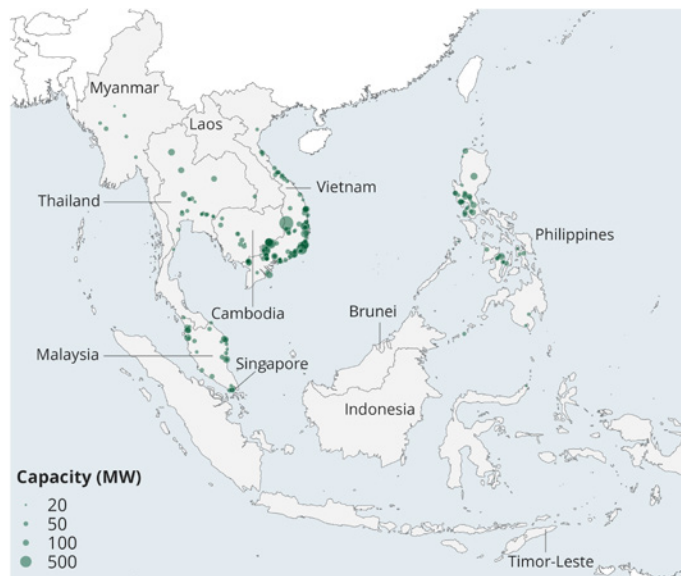 Myanmar
Laos
Thailand
Vietnam
Philippines
Cambodia
Brunei
Malaysia
Singapore
Indonesia
Capacity (MW)
20
50
100
500
Timor-Leste